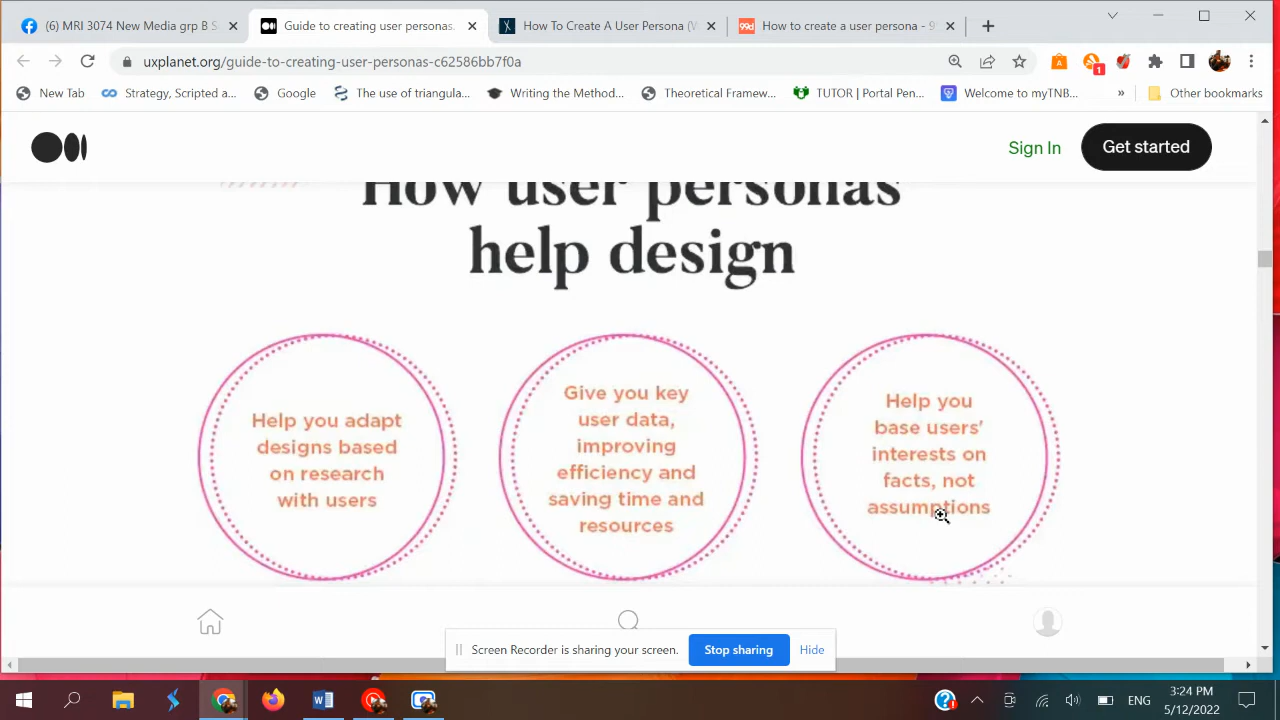 (6) MRI 3074 New Media grp B S
Guide to creating user personas.
How To Create A User Persona (V
99d
How to create a user persona - 9
uxplanet.org/guide-to-creating-user-personas-c62586bb7f0a
A
1
New Tab
Strategy, Scripted a...
Google
The use of triangula...
Writing the Method...
Theoretical Framew...
TUTOR | Portal Pen...
Welcome to myTNB...
»
Other bookmarks
Sign In
Get started
How user personas
help design
Help you adapt
designs based
on research
with users
Give you key
user data,
improving
efficiency and
saving time and
resources
Help you
base users'
interests on
facts, not
assumptions
Screen Recorder is sharing your screen.
Stop sharing
Hide
ENG
3:24 PM
5/12/2022